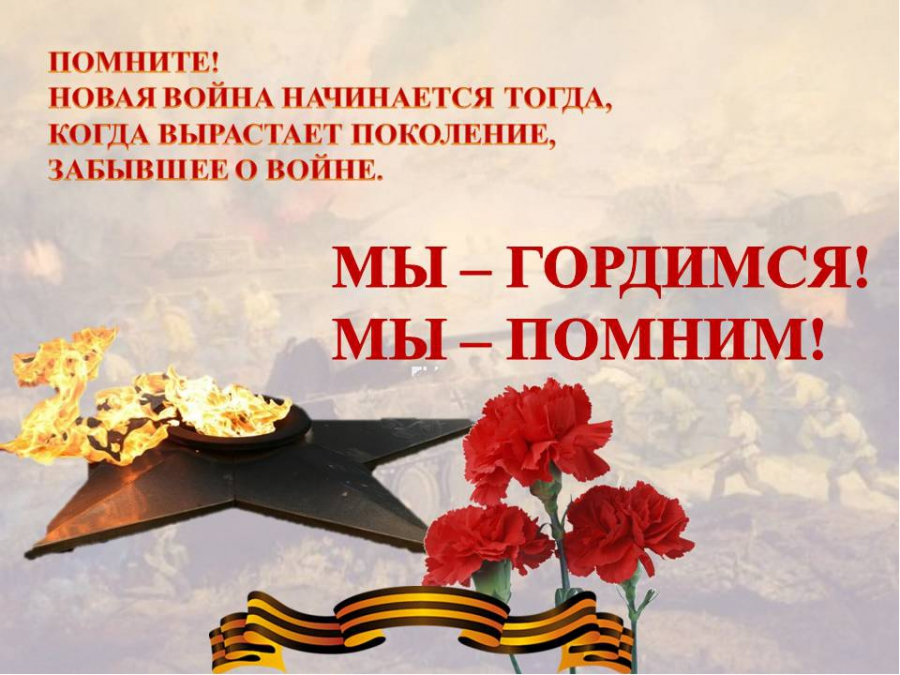 ПОМНИТЕ!
НОВАЯ ВОЙНА НАЧИНАЕТСЯ ТОГДА,
КОГДА ВЫРАСТАЕТ ПОКОЛЕНИЕ,
ЗАБЫВШЕЕ О ВОЙНЕ.
МЫ – ГОРДИМСЯ!
МЫ – ПОМНИМ!